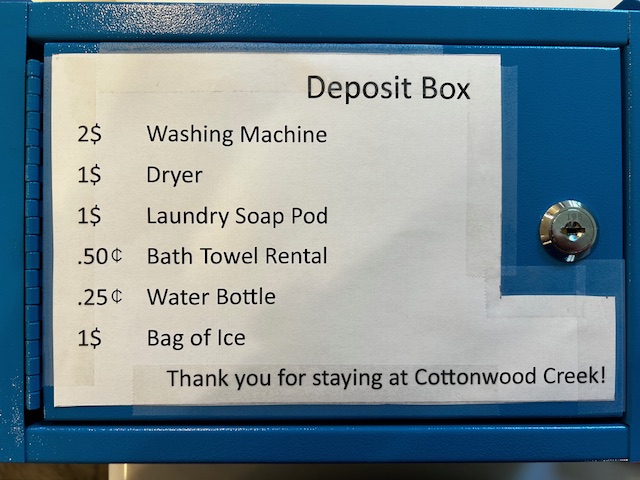 Deposit Box
2$ Washing Machine
1$ Dryer
1$ Laundry Soap Pod
.50¢ Bath Towel Rental
.25¢ Water Bottle
1$ Bag of Ice
Thank you for staying at Cottonwood Creek!